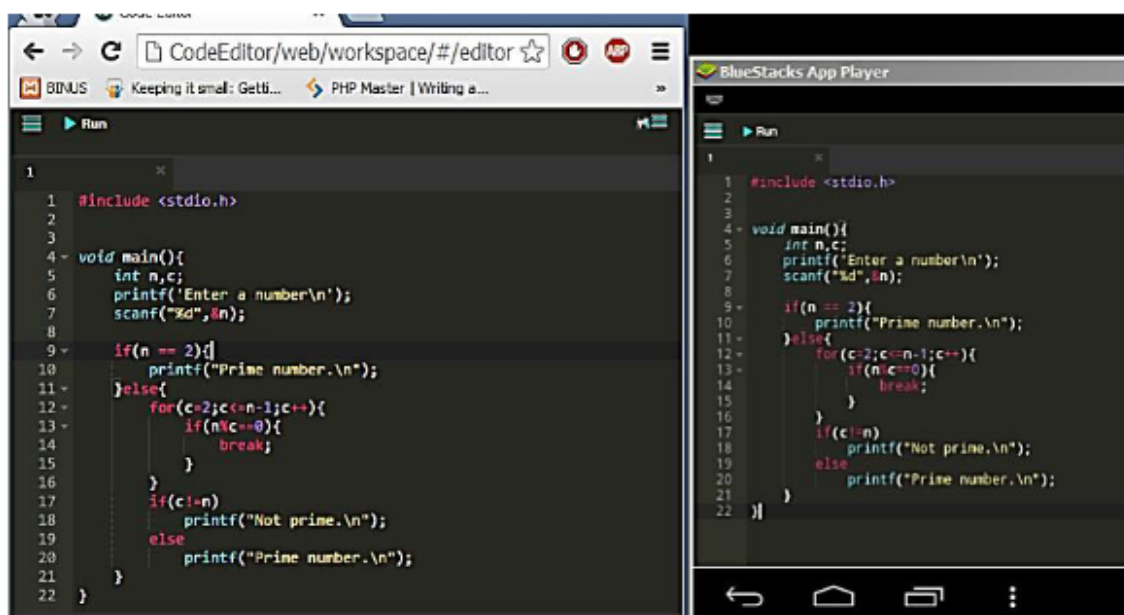 Code Editor
CodeEditor/web/workspace/#/editor
ABP
BINUS Keeping it small: Getti... PHP Master | Writing a... »
Run
1 ×
1 #include <stdio.h>
2
3
4 void main(){
5 int n,c;
6 printf('Enter a number\n');
7 scanf("%d",&n);
8
9 if(n == 2){
10 printf("Prime number.\n");
11 }else{
12 for(c=2;c<=n-1;c++){
13 if(n%c==0){
14 break;
15 }
16 }
17 if(c!=n)
18 printf("Not prime.\n");
19 else
20 printf("Prime number.\n");
21 }
22 }
BlueStacks App Player
Run
1 ×
1 #include <stdio.h>
2
3
4 void main(){
5 int n,c;
6 printf('Enter a number\n');
7 scanf("%d",&n);
8
9 if(n == 2){
10 printf("Prime number.\n");
11 }else{
12 for(c=2;c<=n-1;c++){
13 if(n%c==0){
14 break;
15 }
16 }
17 if(c!=n)
18 printf("Not prime.\n");
19 else
20 printf("Prime number.\n");
21 }
22 }